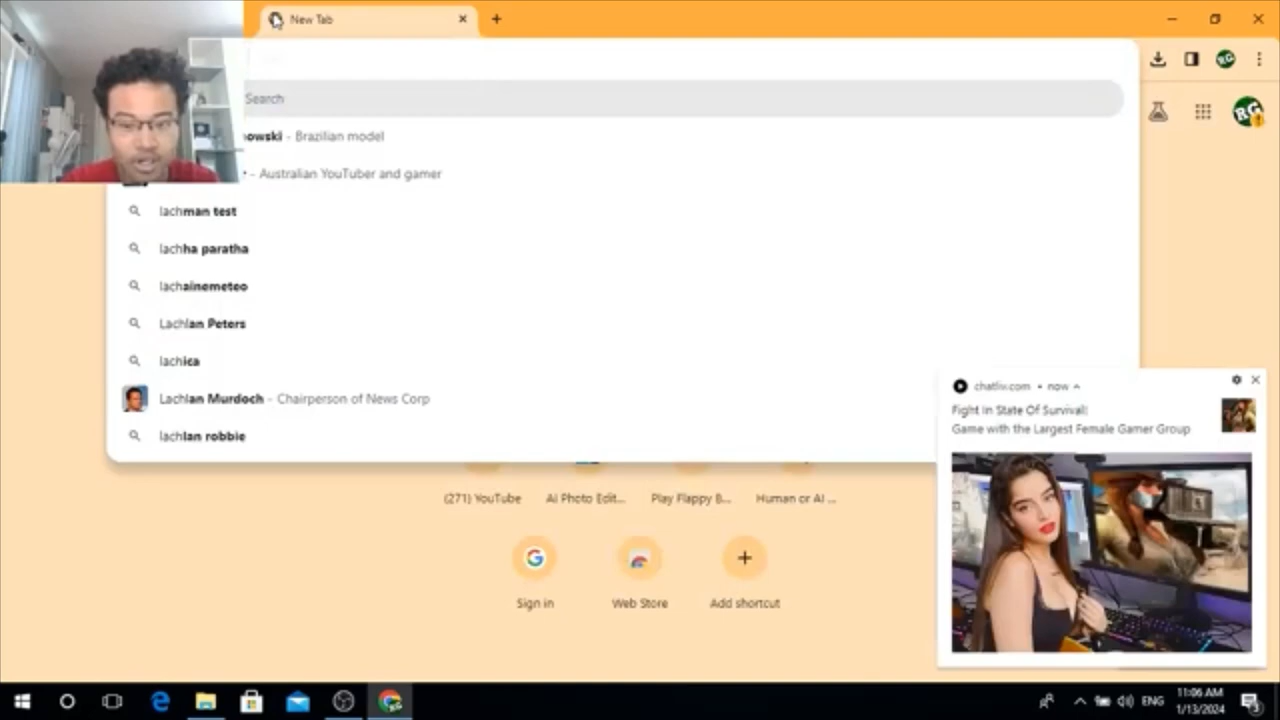 New Tab
Search
owski - Brazilian model
- Australian YouTuber and gamer
lachman test
lachha paratha
lachainemeteo
Lachlan Peters
lachica
Lachlan Murdoch - Chairperson of News Corp
lachlan robbie
RG
RG
chatliv.com • now
Fight In State Of Survival:
Game with the Largest Female Gamer Group
(271) YouTube
AI Photo Edit...
Play Flappy B...
Human or AI ...
Sign in
Web Store
Add shortcut
ENG
11:06 AM
1/13/2024